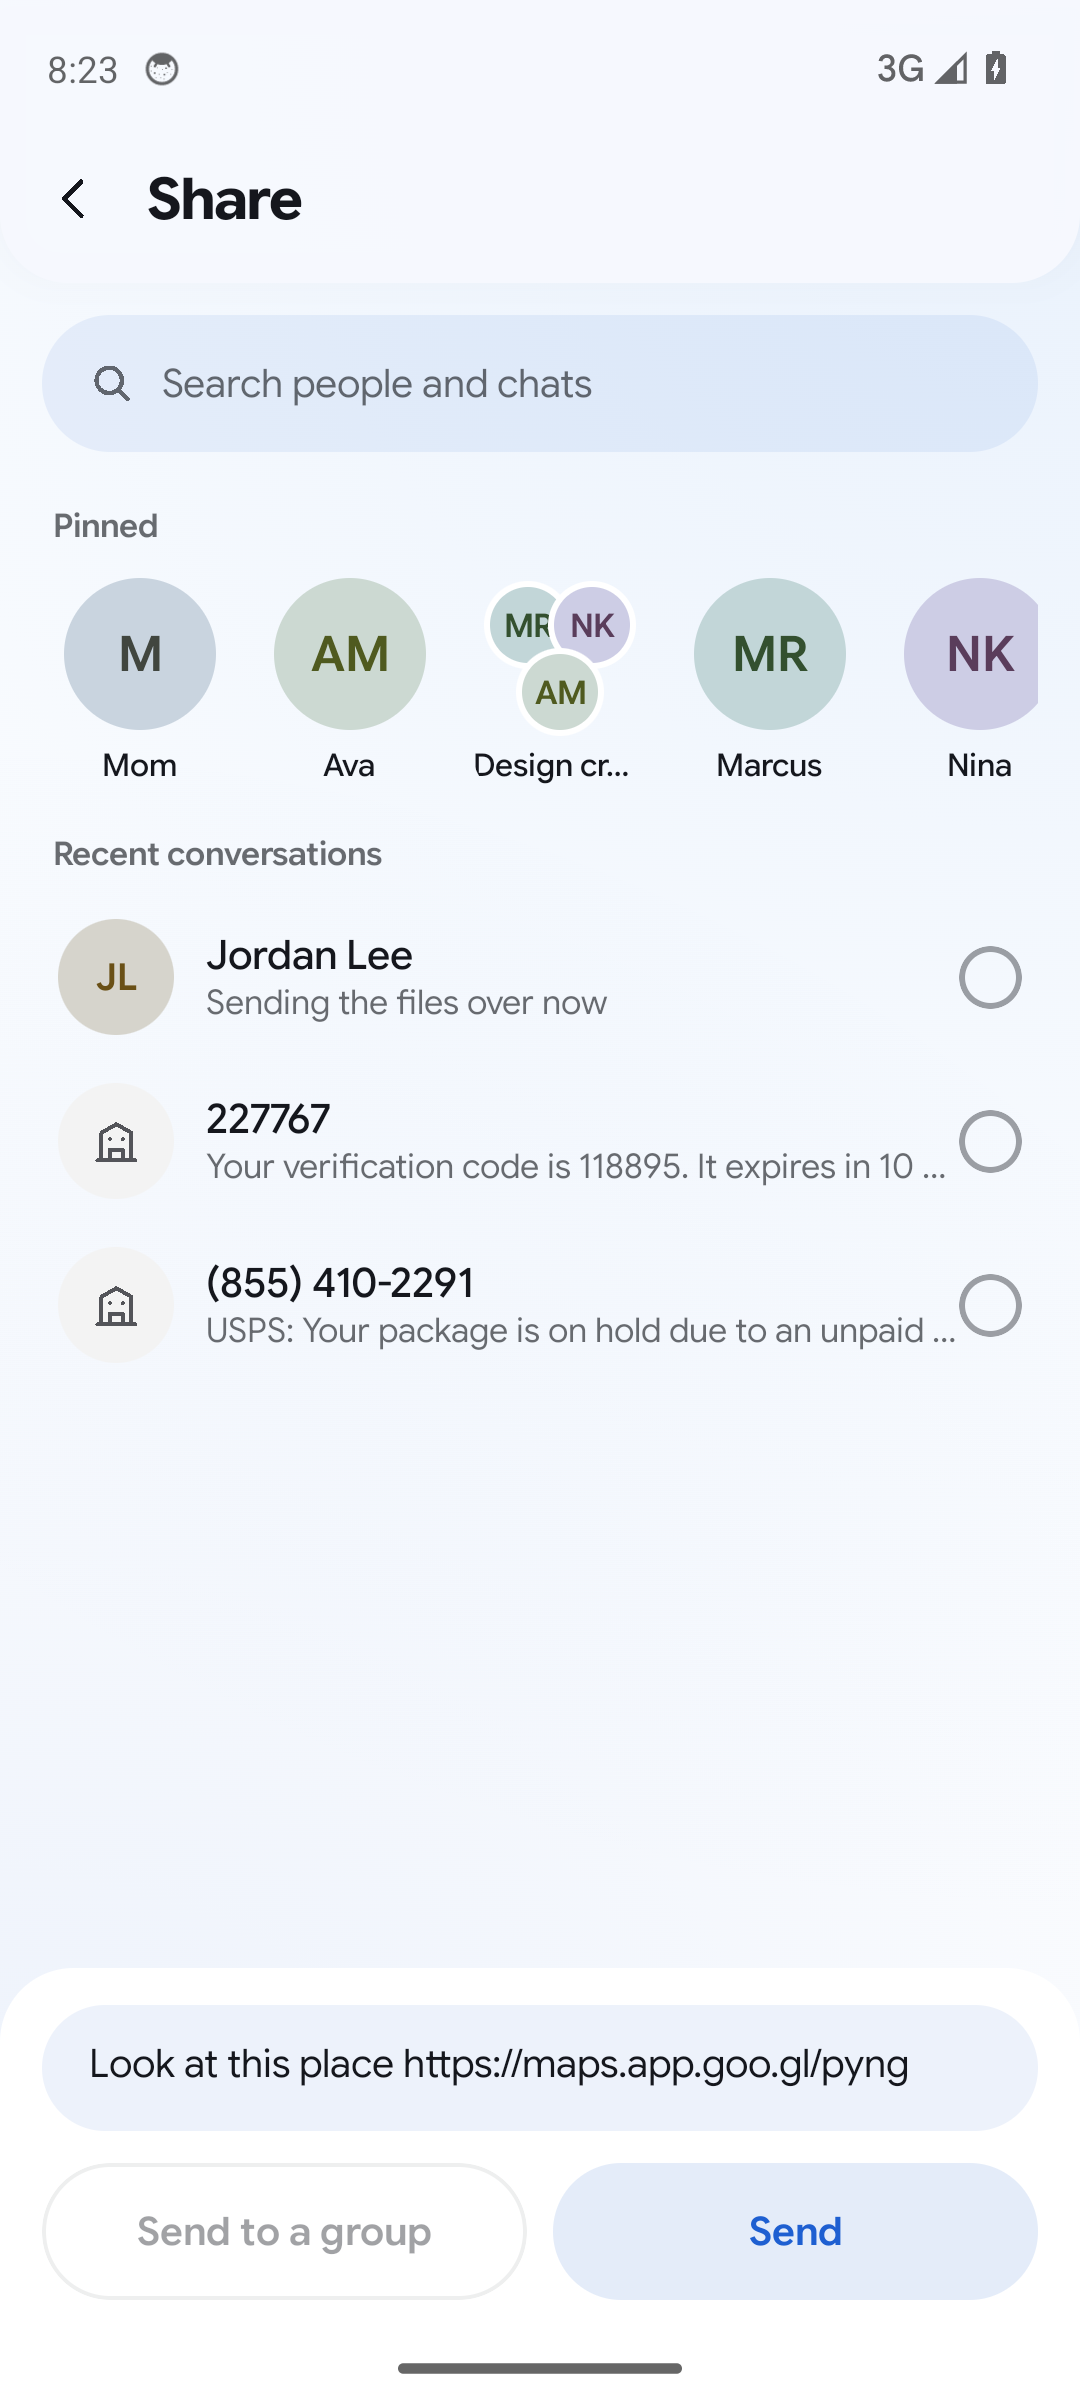 8:23
3G
Share
Search people and chats
Pinned
M
AM
MR
NK
AM
MR
NK
Mom
Ava
Design cr...
Marcus
Nina
Recent conversations
JL
Jordan Lee
Sending the files over now
227767
Your verification code is 118895. It expires in 10 ...
(855) 410-2291
USPS: Your package is on hold due to an unpaid ...
Look at this place https://maps.app.goo.gl/pyng
Send to a group
Send